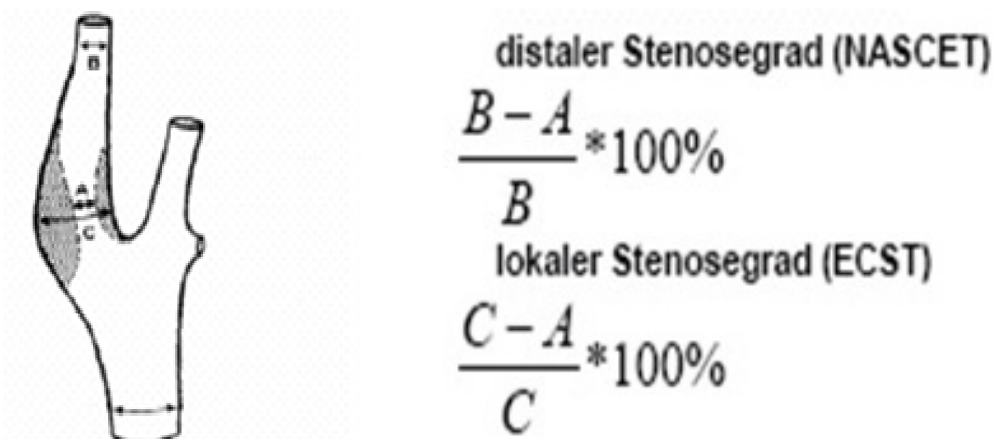 B
A
C
distaler Stenosegrad (NASCET)
B - A
*100%
B
lokaler Stenosegrad (ECST)
C - A
*100%
C